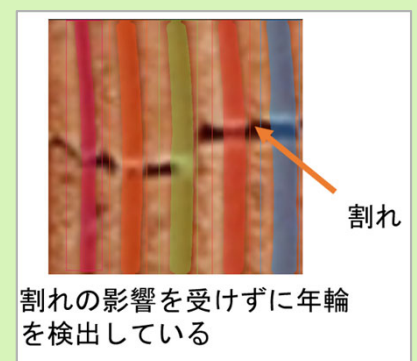 割れ
割れの影響を受けずに年輪
を検出している